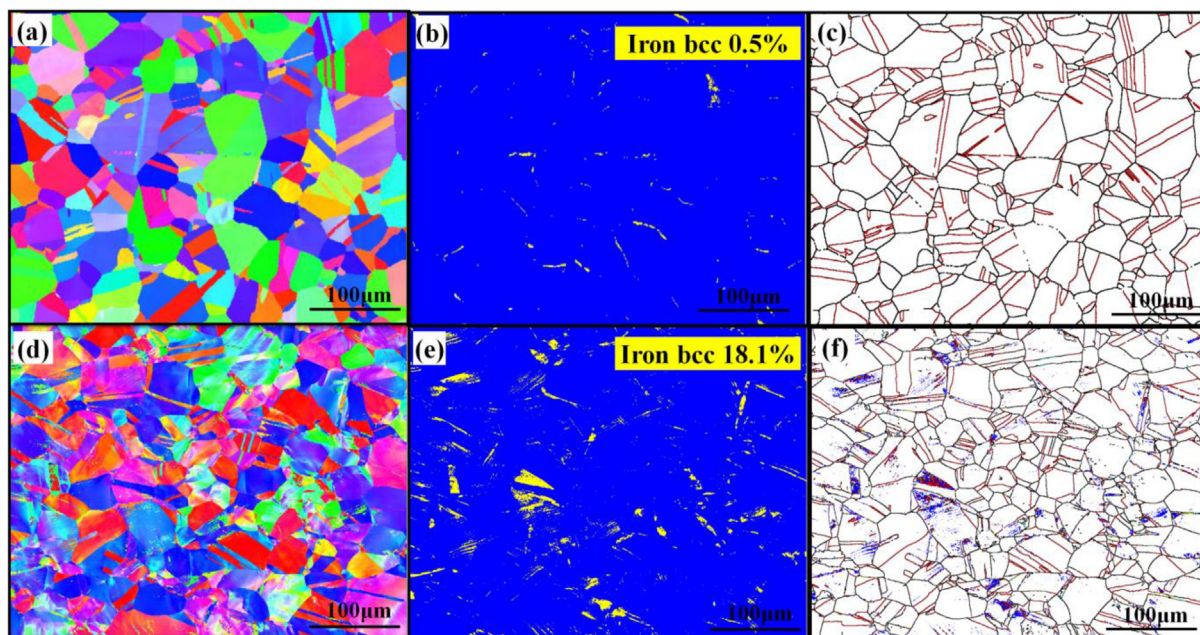 (a)
(b)
Iron bcc 0.5%
(c)
100μm
100μm
100μm
(d)
(e)
Iron bcc 18.1%
(f)
100μm
100μm
100μm